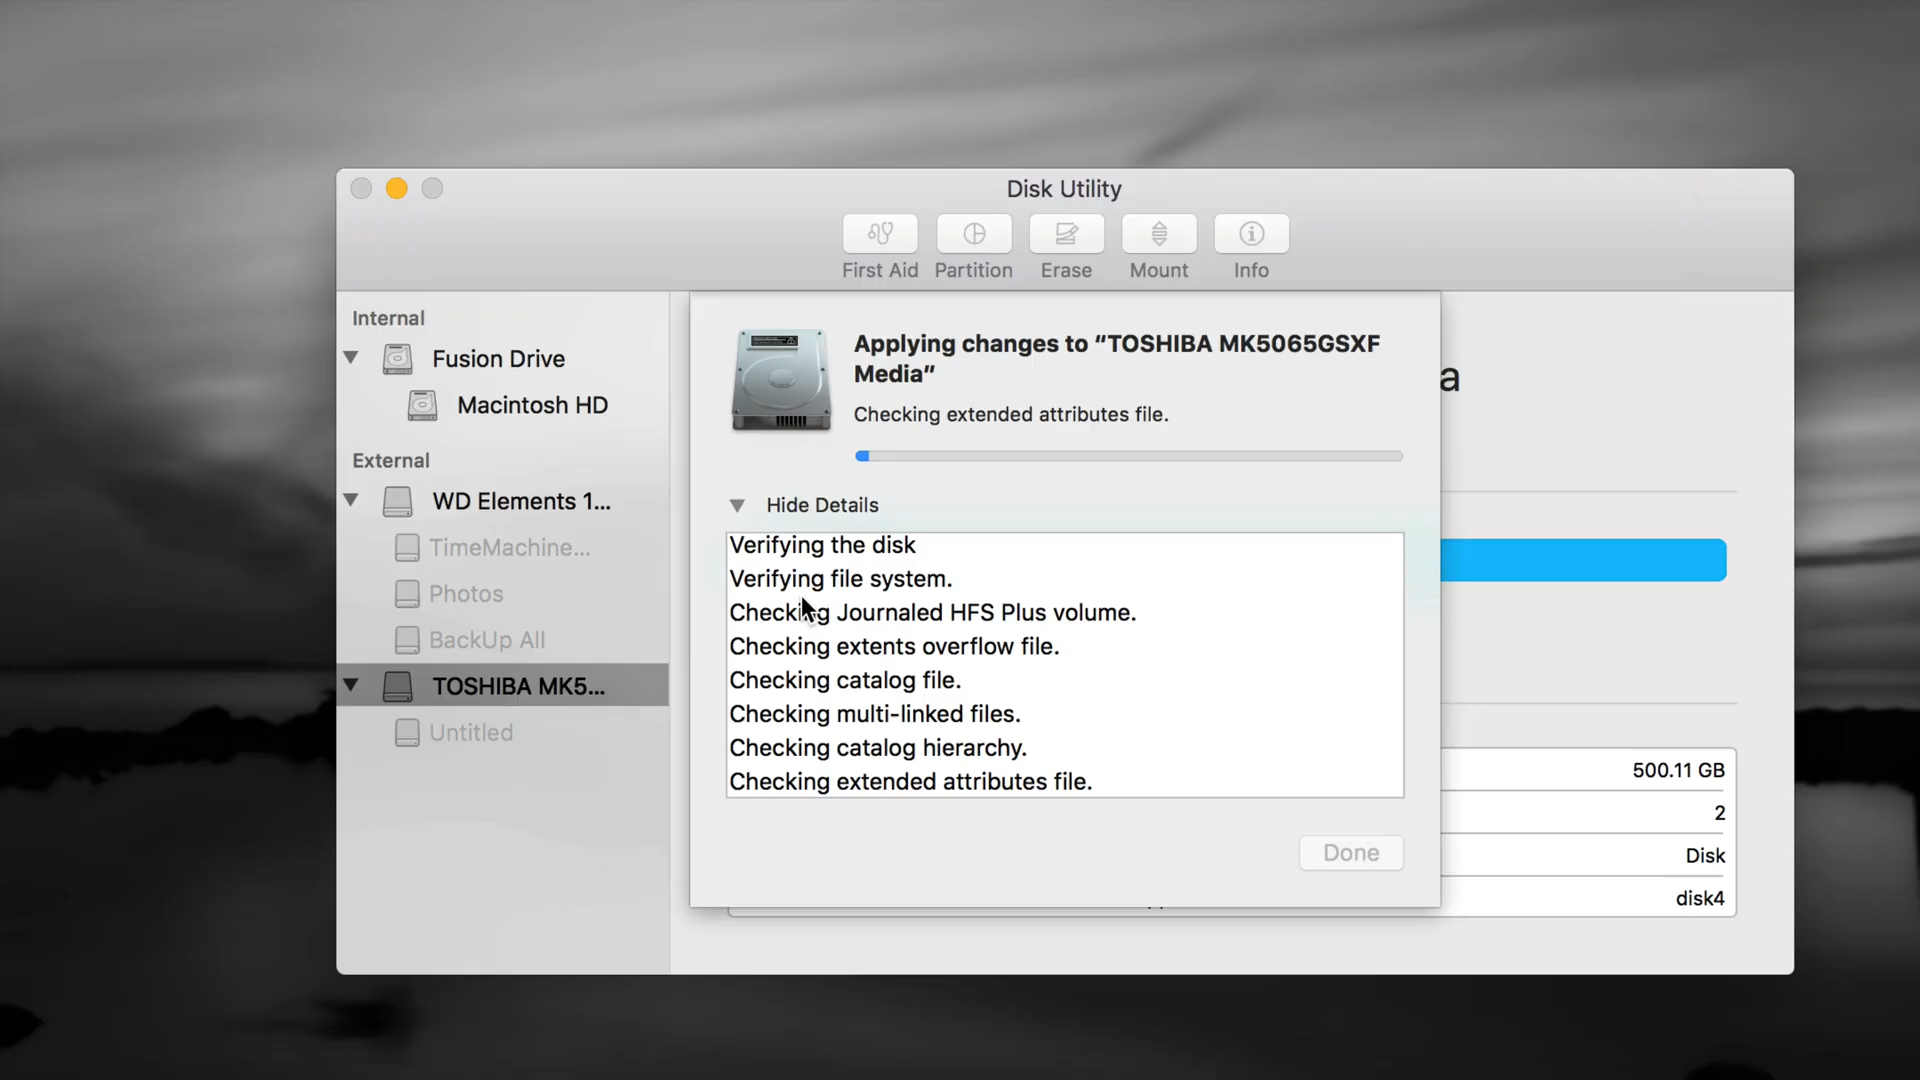 Disk Utility
First Aid
Partition
Erase
Mount
Info
Internal
Fusion Drive
Macintosh HD
External
WD Elements 1...
TimeMachine...
Photos
BackUp All
TOSHIBA MK5...
Untitled
Applying changes to “TOSHIBA MK5065GSXF
Media”
Checking extended attributes file.
Hide Details
Verifying the disk
Verifying file system.
Checking Journaled HFS Plus volume.
Checking extents overflow file.
Checking catalog file.
Checking multi-linked files.
Checking catalog hierarchy.
Checking extended attributes file.
Done
a
500.11 GB
2
Disk
disk4